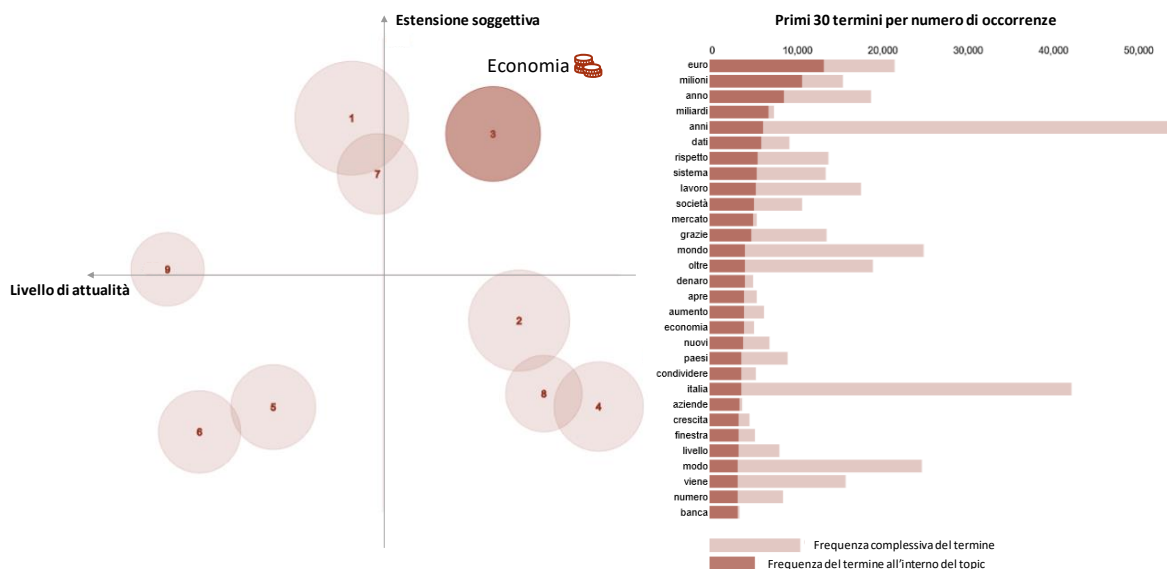 Estensione soggettiva
Economia
1
3
7
9
Livello di attualità
2
8
4
5
6
Primi 30 termini per numero di occorrenze
0 10,000 20,000 30,000 40,000 50,000
euro
milioni
anno
miliardi
anni
dati
rispetto
sistema
lavoro
società
mercato
grazie
mondo
oltre
denaro
apre
aumento
economia
nuovi
paesi
condividere
italia
aziende
crescita
finestra
livello
modo
viene
numero
banca
Frequenza complessiva del termine
Frequenza del termine all'interno del topic